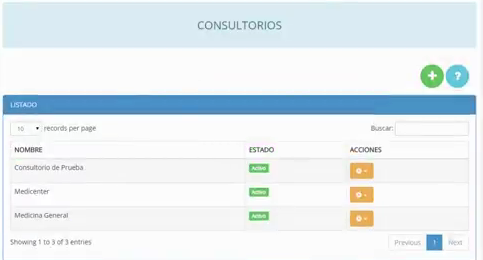 CONSULTORIOS
+ ?
LISTADO
10 records per page Buscar:
NOMBRE ESTADO ACCIONES
Consultorio de Prueba Activo
Medicenter Activo
Medicina General Activo
Showing 1 to 3 of 3 entries Previous 1 Next